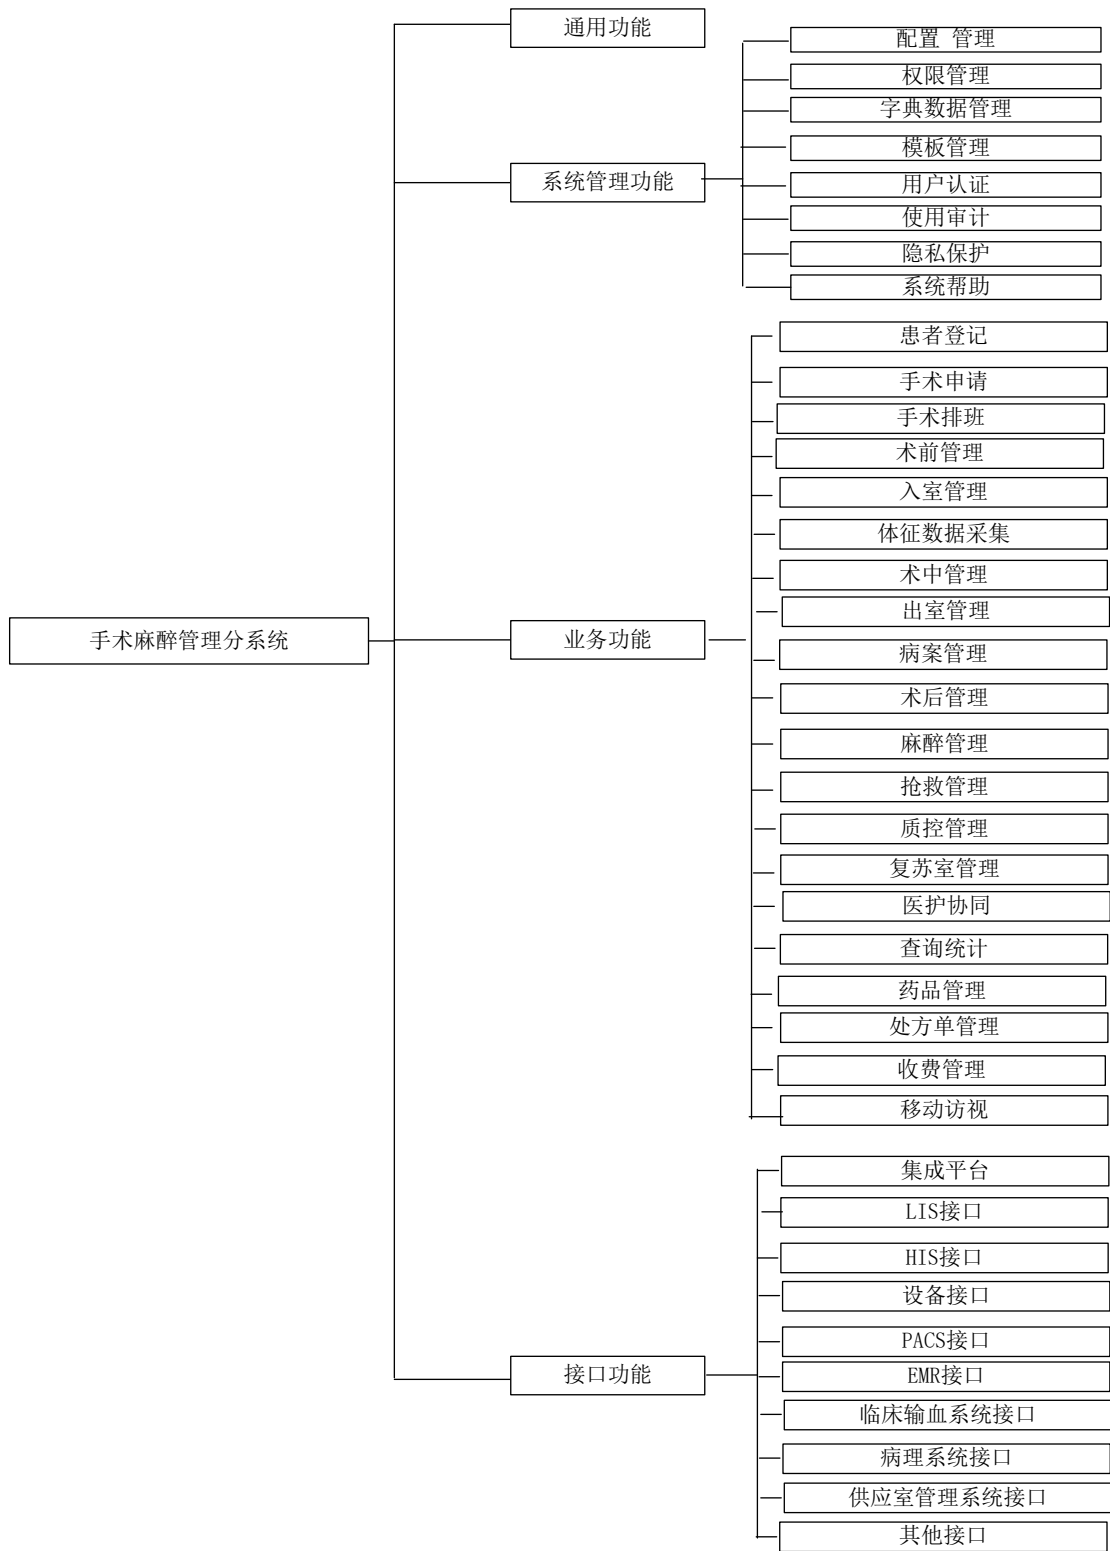 通用功能
配置 管理
权限管理
字典数据管理
模板管理
系统管理功能
用户认证
使用审计
隐私保护
系统帮助
患者登记
手术申请
手术排班
术前管理
入室管理
体征数据采集
术中管理
出室管理
手术麻醉管理分系统
业务功能
病案管理
术后管理
麻醉管理
抢救管理
质控管理
复苏室管理
医护协同
查询统计
药品管理
处方单管理
收费管理
移动访视
集成平台
LIS接口
HIS接口
设备接口
PACS接口
接口功能
EMR接口
临床输血系统接口
病理系统接口
供应室管理系统接口
其他接口